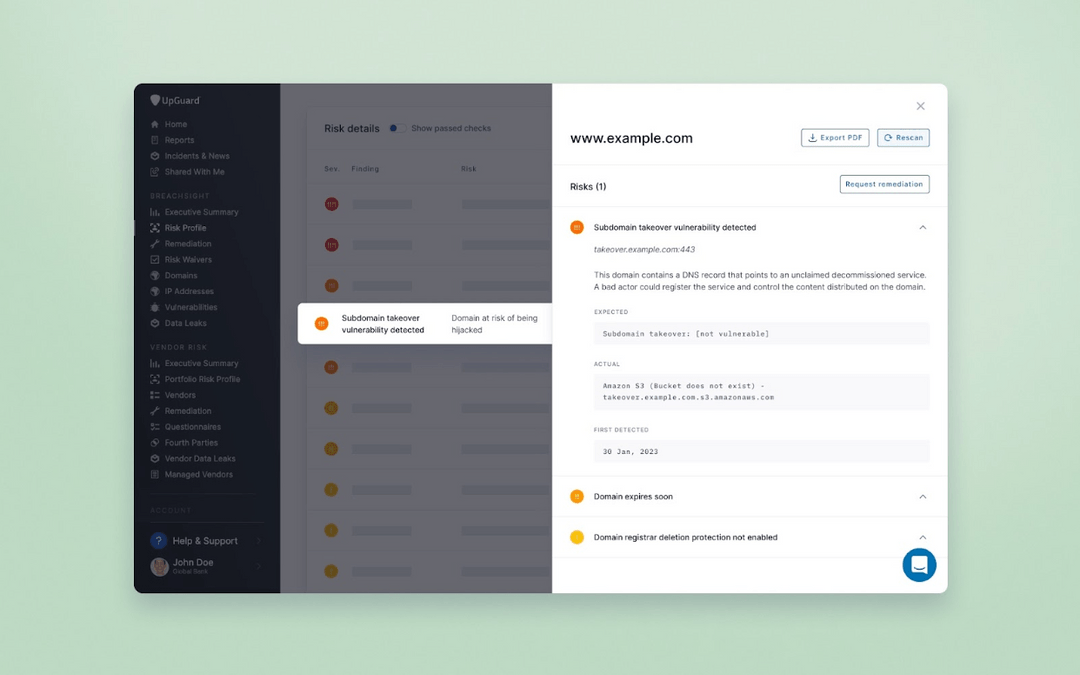 UpGuard
Home
Reports
Incidents & News
Shared With Me
BREACHSIGHT
Executive Summary
Risk Profile
Remediation
Risk Waivers
Domains
IP Addresses
Vulnerabilities
Data Leaks
VENDOR RISK
Executive Summary
Portfolio Risk Profile
Vendors
Remediation
Questionnaires
Fourth Parties
Vendor Data Leaks
Managed Vendors
ACCOUNT
? Help & Support
John Doe
Global Bank
Risk details Show passed checks
Sev. Finding Risk
Subdomain takeover
vulnerability detected
Domain at risk of being
hijacked
www.example.com
Export PDF
Rescan
Risks (1)
Request remediation
Subdomain takeover vulnerability detected
takeover.example.com:443
This domain contains a DNS record that points to an unclaimed decommissioned service.
A bad actor could register the service and control the content distributed on the domain.
EXPECTED
Subdomain takeover: [not vulnerable]
ACTUAL
Amazon S3 (Bucket does not exist) -
takeover.example.com.s3.amazonaws.com
FIRST DETECTED
30 Jan, 2023
Domain expires soon
Domain registrar deletion protection not enabled